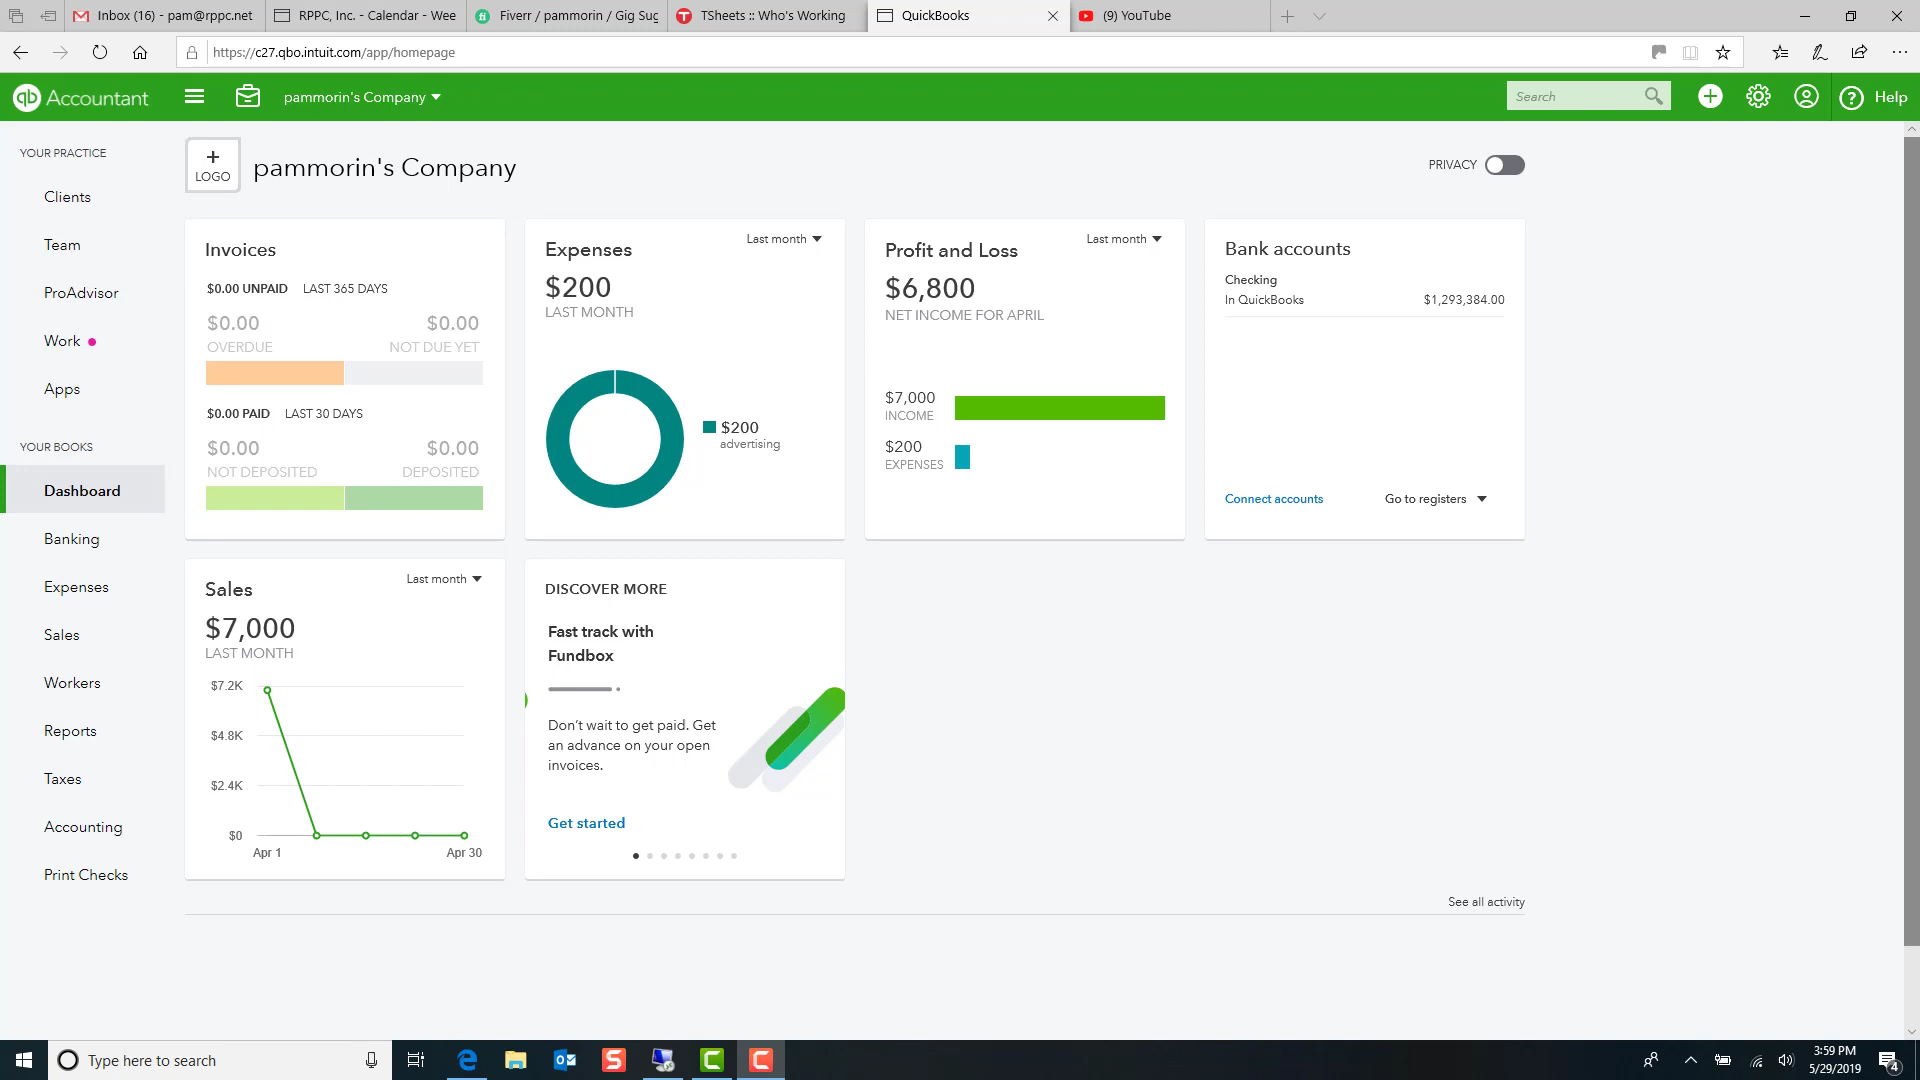 Inbox (16) - pam@rppc.net
RPPC, Inc. - Calendar - Wee
Fiverr / pammorin / Gig Sug
TSheets :: Who's Working
QuickBooks
(9) YouTube
https://c27.qbo.intuit.com/app/homepage
qb Accountant
pammorin's Company
Search
Help
YOUR PRACTICE
Clients
Team
ProAdvisor
Work
Apps
YOUR BOOKS
Dashboard
Banking
Expenses
Sales
Workers
Reports
Taxes
Accounting
Print Checks
+
LOGO
pammorin's Company
PRIVACY
Invoices
$0.00 UNPAID LAST 365 DAYS
$0.00 $0.00
OVERDUE NOT DUE YET
$0.00 PAID LAST 30 DAYS
$0.00 $0.00
NOT DEPOSITED DEPOSITED
Expenses
Last month
$200
LAST MONTH
$200
advertising
Profit and Loss
Last month
$6,800
NET INCOME FOR APRIL
$7,000
INCOME
$200
EXPENSES
Bank accounts
Checking
In QuickBooks $1,293,384.00
Connect accounts Go to registers
Sales
Last month
$7,000
LAST MONTH
$7.2K
$4.8K
$2.4K
$0
Apr 1 Apr 30
DISCOVER MORE
Fast track with
Fundbox
Don't wait to get paid. Get
an advance on your open
invoices.
Get started
See all activity
Type here to search
3:59 PM
5/29/2019
4